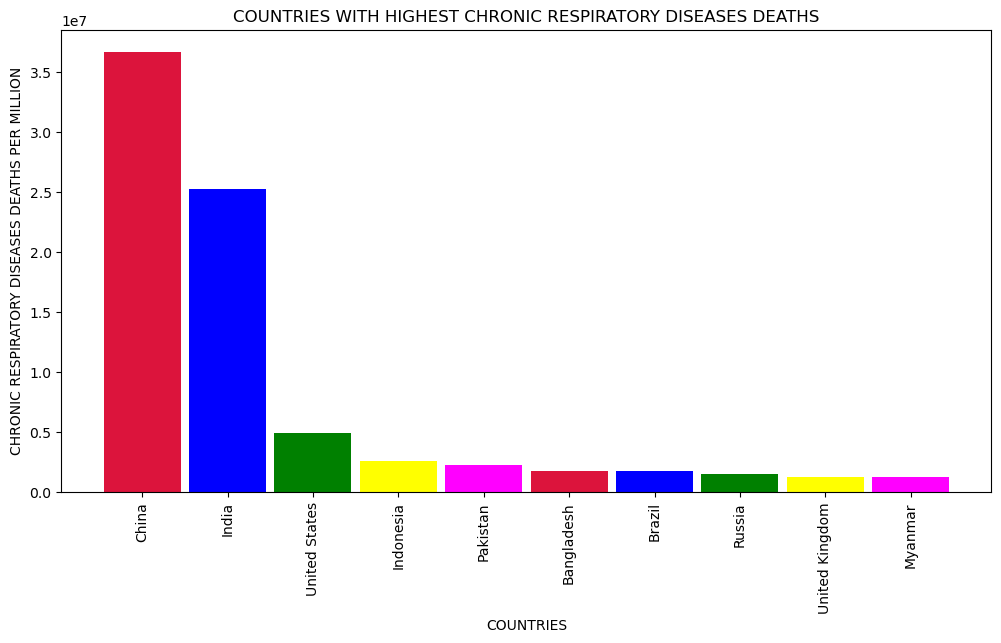 COUNTRIES WITH HIGHEST CHRONIC RESPIRATORY DISEASES DEATHS
1e7
CHRONIC RESPIRATORY DISEASES DEATHS PER MILLION
3.5
3.0
2.5
2.0
1.5
1.0
0.5
0.0
China
India
United States
Indonesia
Pakistan
Bangladesh
Brazil
Russia
United Kingdom
Myanmar
COUNTRIES